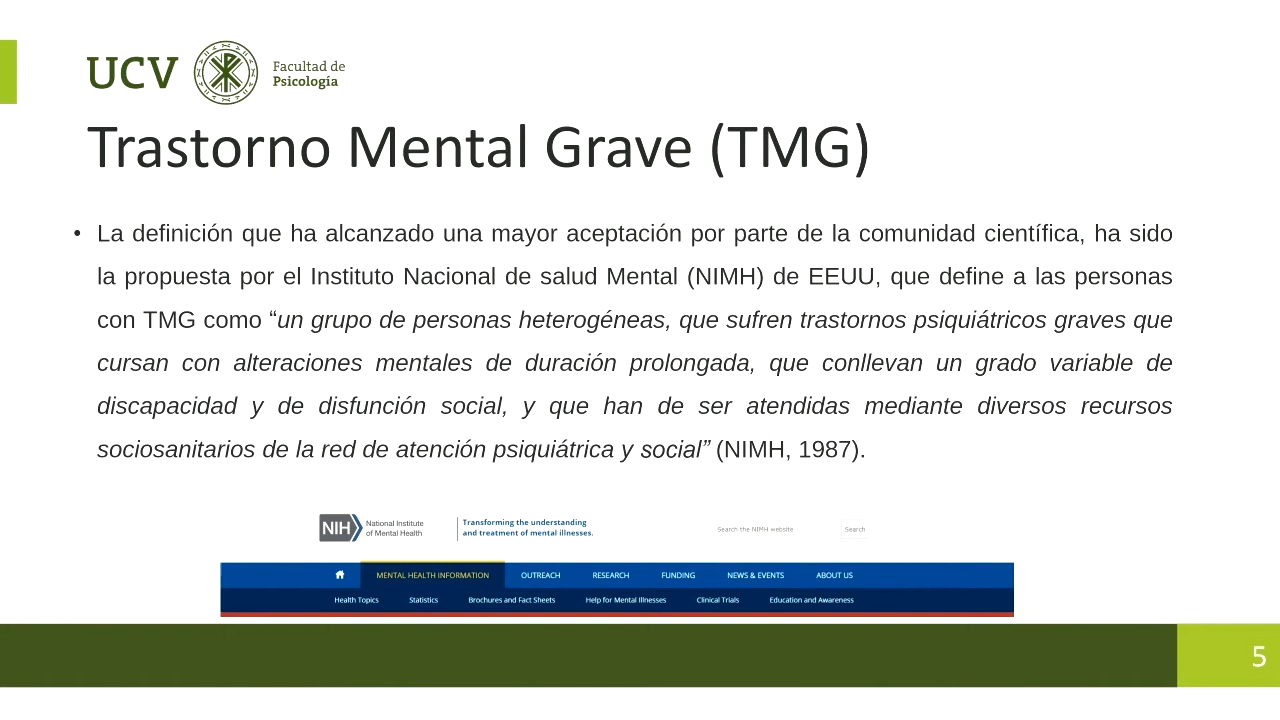 UCV
Facultad de
Psicología
Trastorno Mental Grave (TMG)
• La definición que ha alcanzado una mayor aceptación por parte de la comunidad científica, ha sido
la propuesta por el Instituto Nacional de salud Mental (NIMH) de EEUU, que define a las personas
con TMG como “un grupo de personas heterogéneas, que sufren trastornos psiquiátricos graves que
cursan con alteraciones mentales de duración prolongada, que conllevan un grado variable de
discapacidad y de disfunción social, y que han de ser atendidas mediante diversos recursos
sociosanitarios de la red de atención psiquiátrica y social” (NIMH, 1987).
NIH
National Institute
of Mental Health
Transforming the understanding
and treatment of mental illnesses.
Search the NIMH website
Search
MENTAL HEALTH INFORMATION OUTREACH RESEARCH FUNDING NEWS & EVENTS ABOUT US
Health Topics Statistics Brochures and Fact Sheets Help for Mental Illnesses Clinical Trials Education and Awareness
5